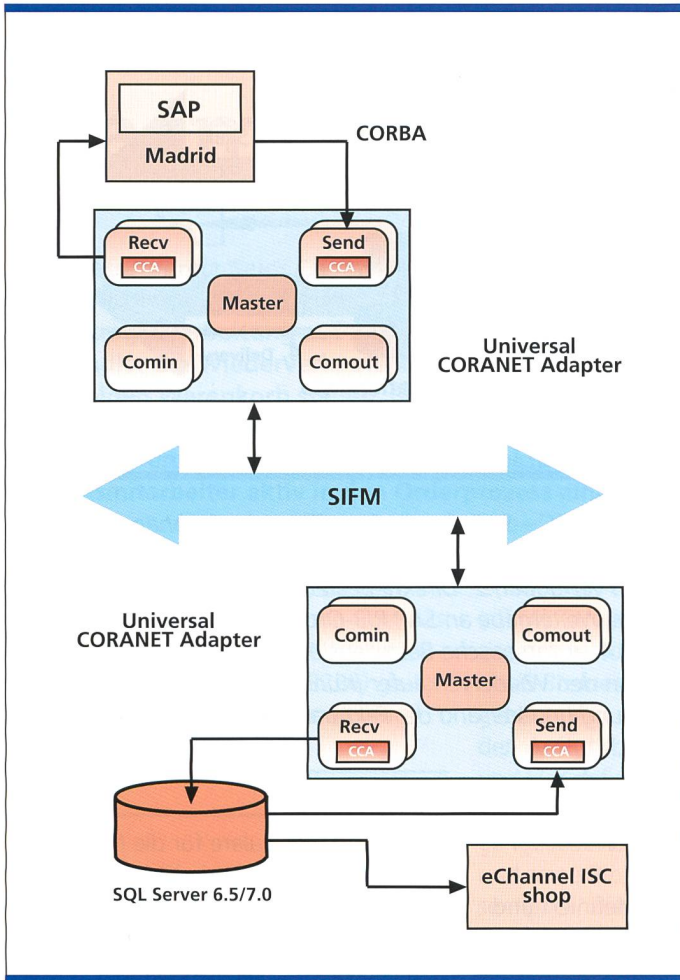 SAP
Madrid
CORBA
Recv
CCA
Send
CCA
Master
Comin
Comout
Universal
CORANET Adapter
SIFM
Universal
CORANET Adapter
Comin
Comout
Master
Recv
CCA
Send
CCA
SQL Server 6.5/7.0
eChannel ISC
shop